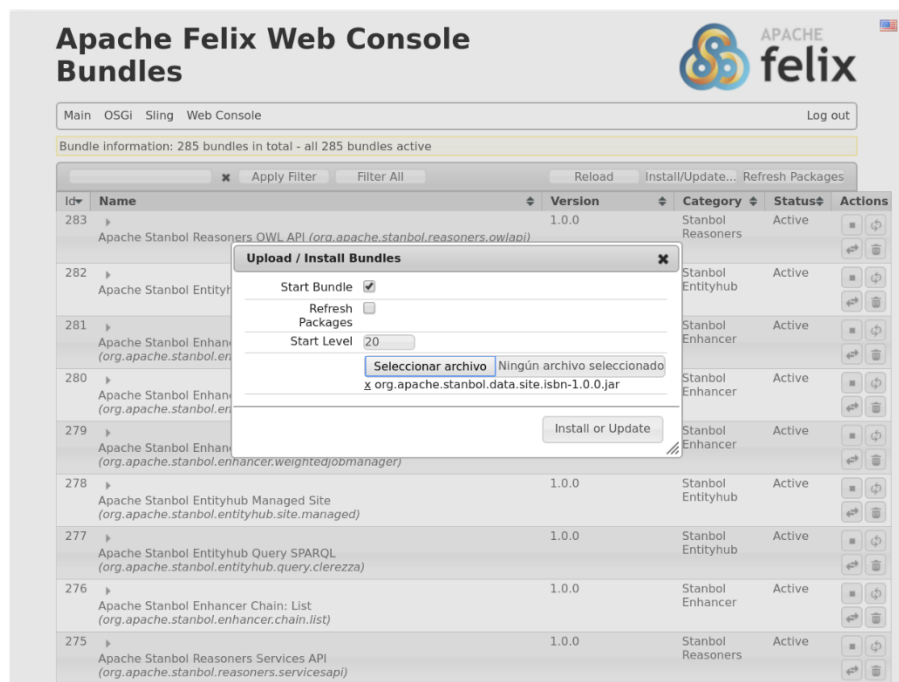 Apache Felix Web Console
Bundles
APACHE
felix
Main OSGi Sling Web Console Log out
Bundle information: 285 bundles in total - all 285 bundles active
Apply Filter Filter All Reload Install/Update... Refresh Packages
Id Name Version Category Status Actions
283 1.0.0 Stanbol Active
Reasoners
Apache Stanbol Reasoners OWL API (org.apache.stanbol.reasoners.owlapi)
Upload / Install Bundles
Start Bundle
Refresh
Packages
Start Level 20
Seleccionar archivo Ningún archivo seleccionado
x org.apache.stanbol.data.site.isbn-1.0.0.jar
Install or Update
282 Stanbol Active
Entityhub
Apache Stanbol Entityh
281 Stanbol Active
Enhancer
Apache Stanbol Enhan
(org.apache.stanbol.en
280 Stanbol Active
Enhancer
Apache Stanbol Enhan
(org.apache.stanbol.en
279 Stanbol Active
Enhancer
Apache Stanbol Enhan
(org.apache.stanbol.enhancer.weightedjobmanager)
278 1.0.0 Stanbol Active
Entityhub
Apache Stanbol Entityhub Managed Site
(org.apache.stanbol.entityhub.site.managed)
277 1.0.0 Stanbol Active
Entityhub
Apache Stanbol Entityhub Query SPARQL
(org.apache.stanbol.entityhub.query.clerezza)
276 1.0.0 Stanbol Active
Enhancer
Apache Stanbol Enhancer Chain: List
(org.apache.stanbol.enhancer.chain.list)
275 1.0.0 Stanbol Active
Reasoners
Apache Stanbol Reasoners Services API
(org.apache.stanbol.reasoners.servicesapi)